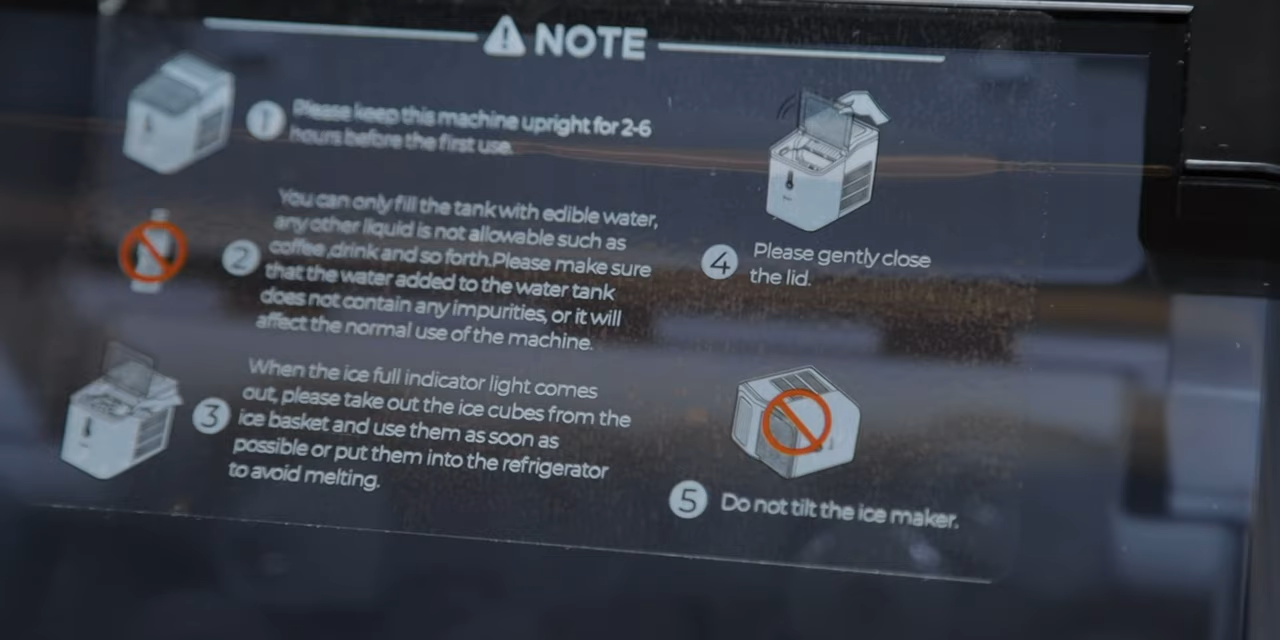 NOTE
1 Please keep this machine upright for 2-6
hours before the first use.
2 You can only fill the tank with edible water,
any other liquid is not allowable such as
coffee,drink and so forth.Please make sure
that the water added to the water tank
does not contain any impurities, or it will
affect the normal use of the machine.
3 When the ice full indicator light comes
out, please take out the ice cubes from the
ice basket and use them as soon as
possible or put them into the refrigerator
to avoid melting.
4 Please gently close
the lid.
5 Do not tilt the ice maker.